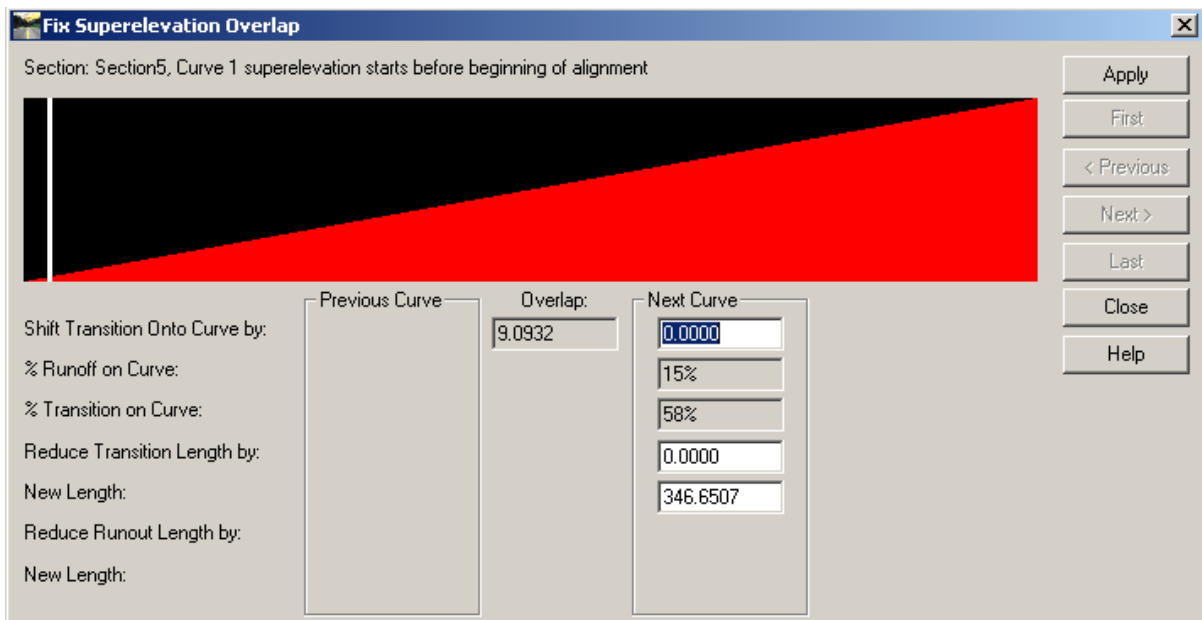 Fix Superelevation Overlap
Section: Section5, Curve 1 superelevation starts before beginning of alignment
Apply
First
< Previous
Next >
Last
Close
Help
Previous Curve
Overlap:
Next Curve
Shift Transition Onto Curve by:
9.0932
0.0000
% Runoff on Curve:
15%
% Transition on Curve:
58%
Reduce Transition Length by:
0.0000
New Length:
346.6507
Reduce Runout Length by:
New Length: